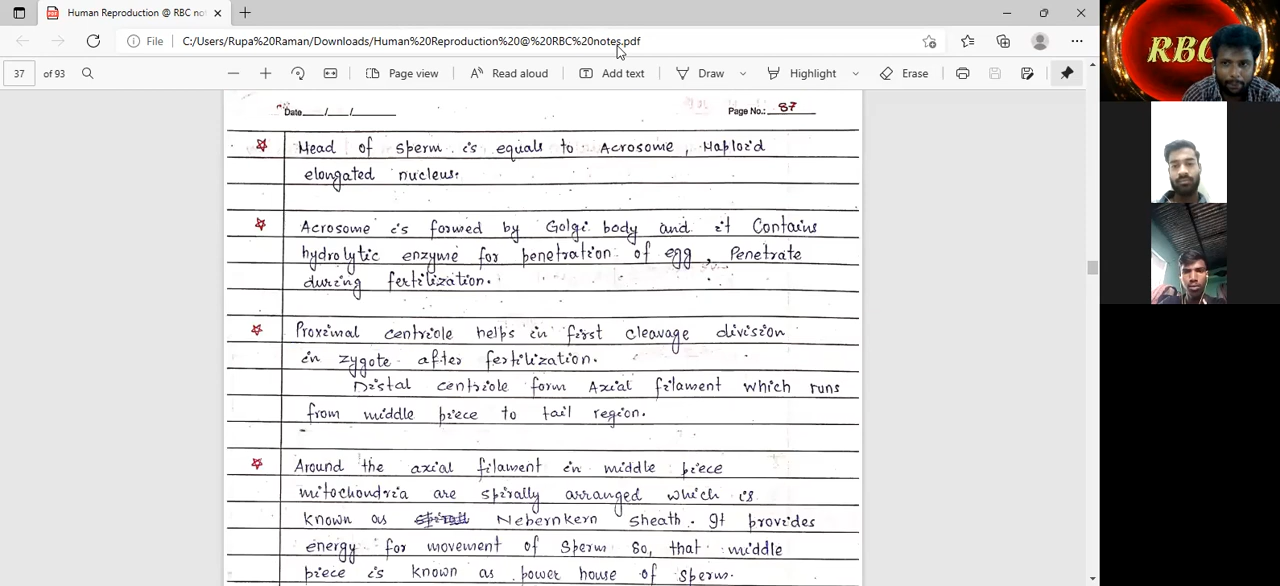 Human Reproduction @ RBC no
File
C:/Users/Rupa%20Raman/Downloads/Human%20Reproduction%20@%20RBC%20notes.pdf
37 of 93
Page view
Read aloud
Add text
Draw
Highlight
Erase
RBC
Date___/___/______
Page No.: 37
Head of sperm is equals to Acrosome, Haploid
elongated nucleus.
Acrosome is formed by Golgi body and it Contains
hydrolytic enzyme for penetration of egg, Penetrate
during fertilization.
Proximal centriole helps in first cleavage division
in zygote after fertilization.
Distal centriole form Axial filament which runs
from middle piece to tail region.
Around the axial filament in middle piece
mitochondria are spirally arranged which is
known as Nebernkern sheath. It provides
energy for movement of sperm so, that middle
piece is known as power house of sperm.